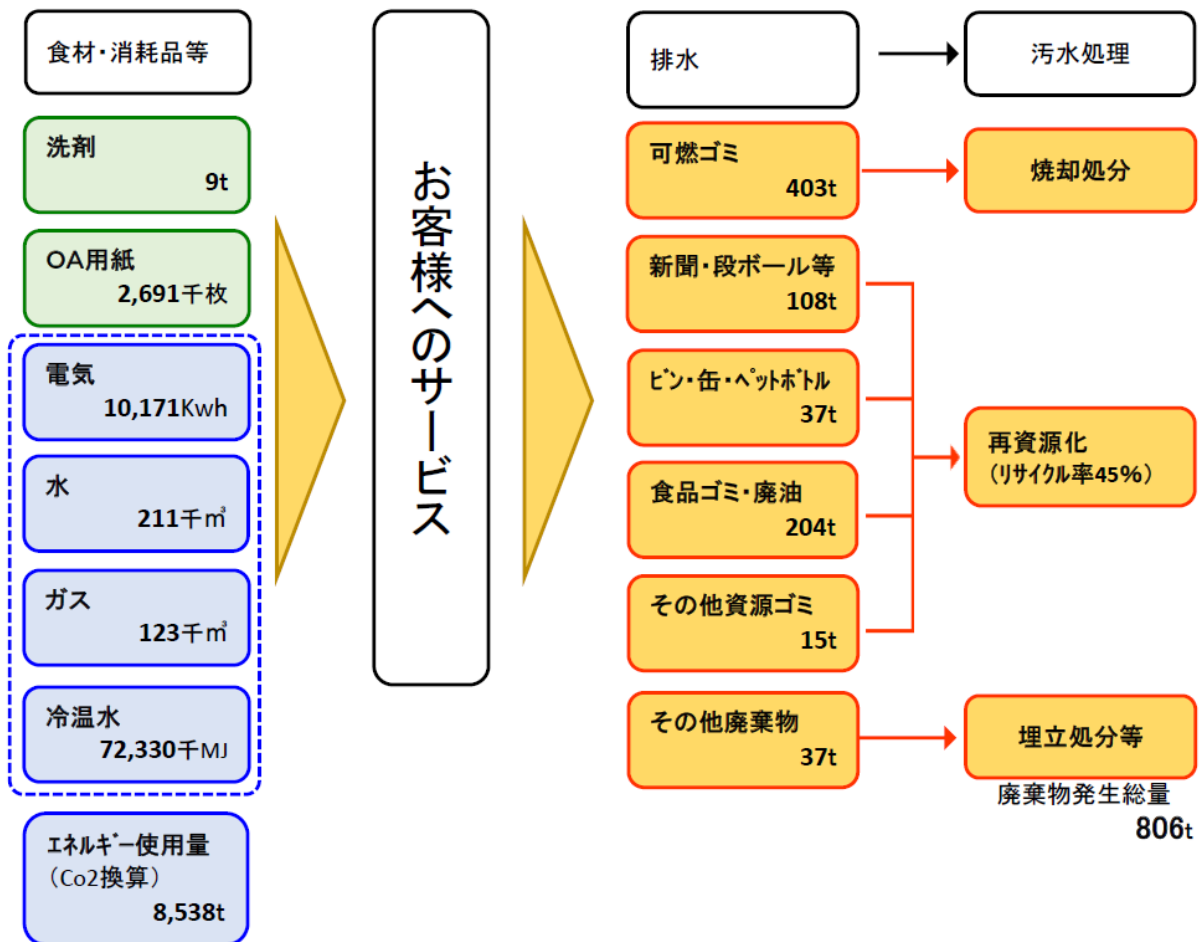 食材・消耗品等
洗剤
9t
OA用紙
2,691千枚
電気
10,171Kwh
水
211千㎥
ガス
123千㎥
冷温水
72,330千MJ
エネルギー使用量
（Co2換算）
8,538t
お客様へのサービス
排水
汚水処理
可燃ゴミ
403t
焼却処分
新聞・段ボール等
108t
ビン・缶・ペットボトル
37t
食品ゴミ・廃油
204t
その他資源ゴミ
15t
再資源化
（リサイクル率45%）
その他廃棄物
37t
埋立処分等
廃棄物発生総量
806t